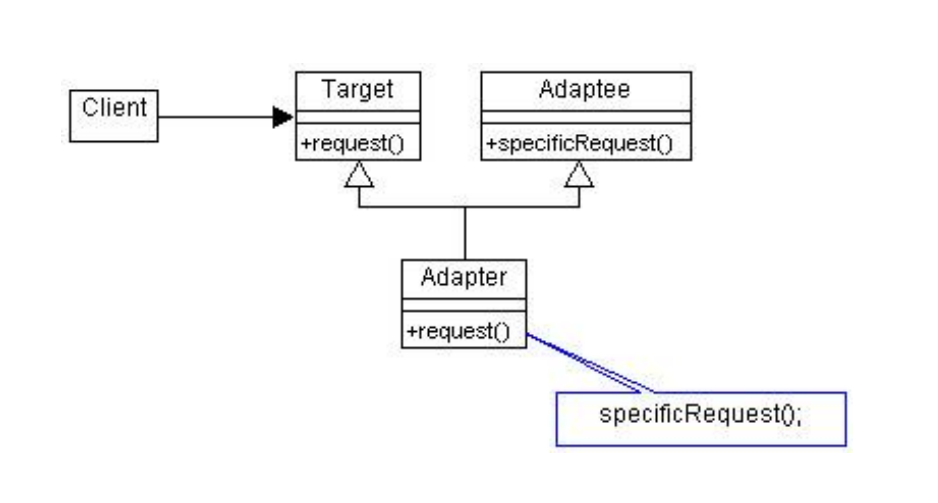 Client
Target
+request()
Adaptee
+specificRequest()
Adapter
+request()
specificRequest();